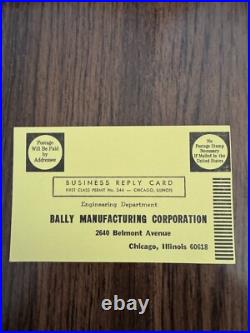 Postage
Will Be Paid
by
Addressee
No
Postage Stamp
Necessary
If Mailed in the
United States
BUSINESS REPLY CARD
FIRST CLASS PERMIT No. 544 — CHICAGO, ILLINOIS
Engineering Department
BALLY MANUFACTURING CORPORATION
2640 Belmont Avenue
Chicago, Illinois 60618